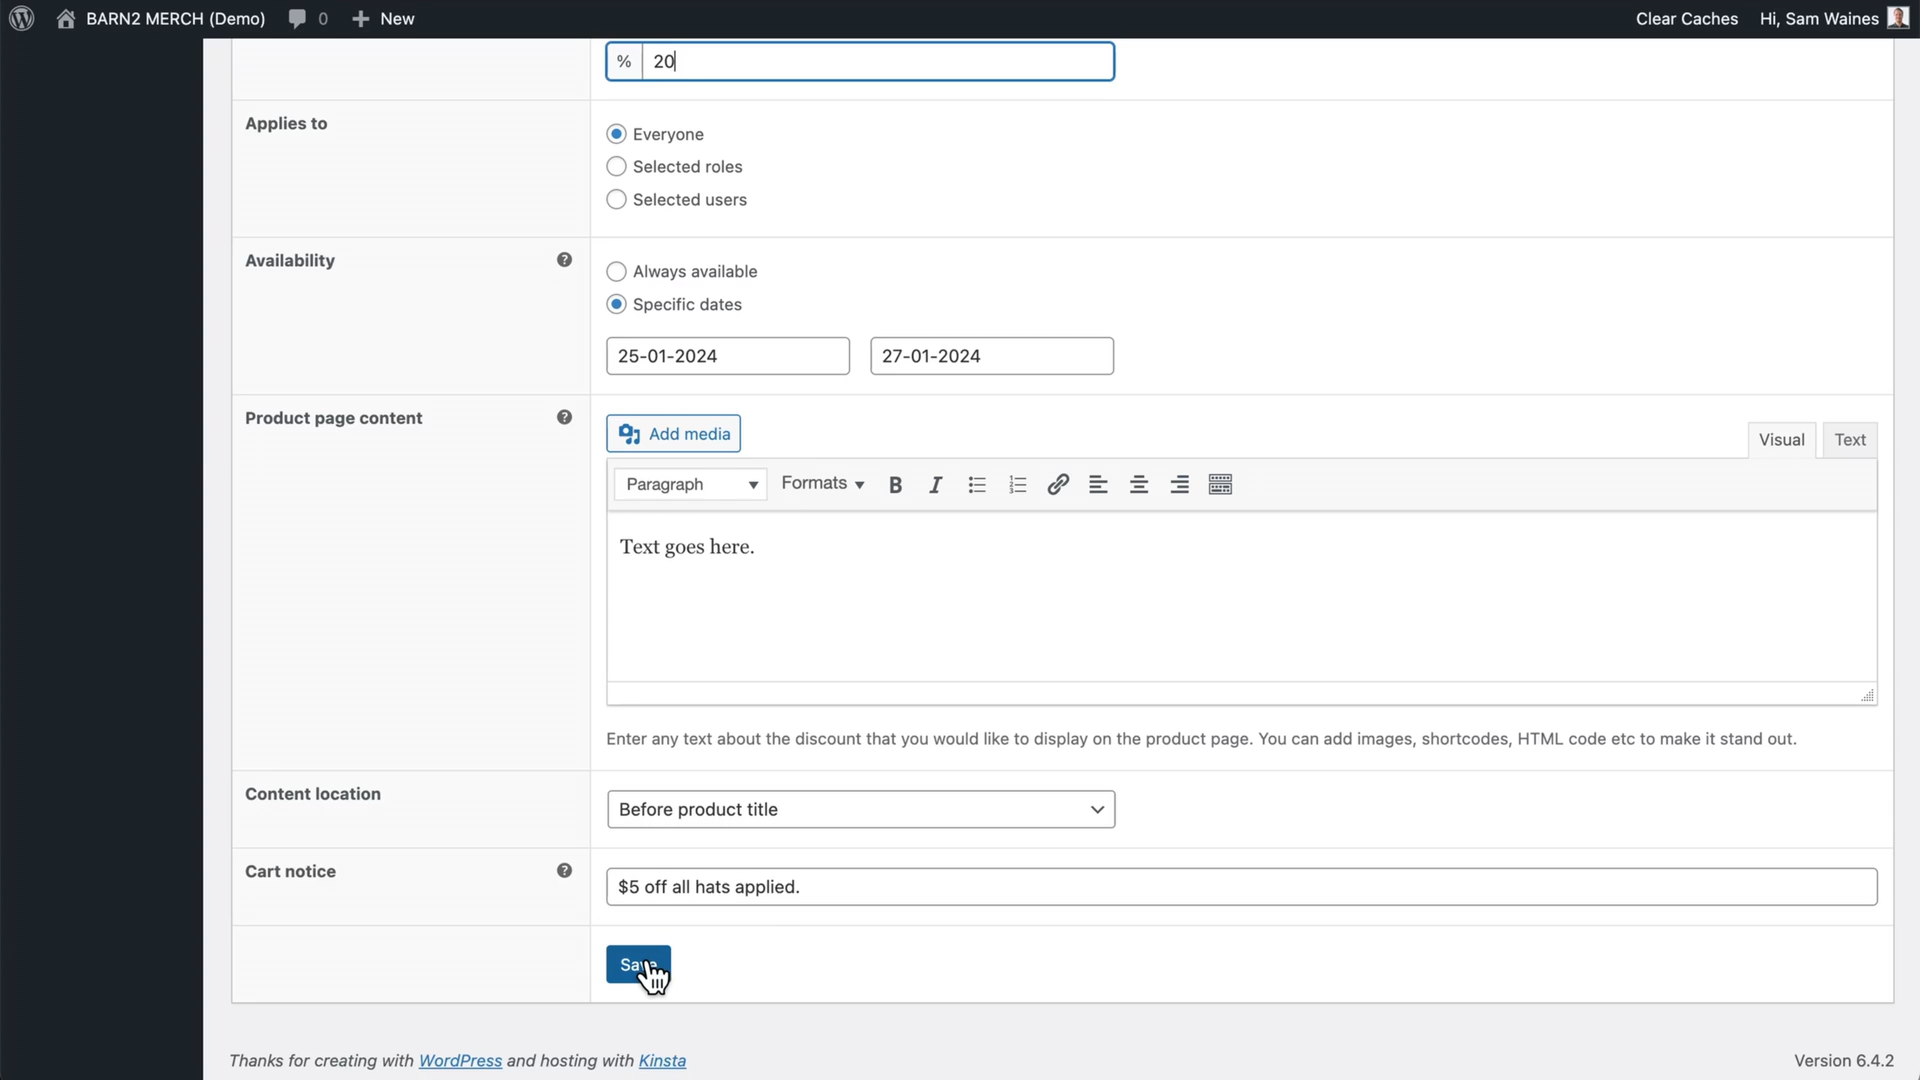 BARN2 MERCH (Demo) 0 New Clear Caches Hi, Sam Waines
% 20
Applies to
Everyone
Selected roles
Selected users
Availability ?
Always available
Specific dates
25-01-2024 27-01-2024
Product page content ?
Add media
Visual Text
Paragraph Formats B I
Text goes here.
Enter any text about the discount that you would like to display on the product page. You can add images, shortcodes, HTML code etc to make it stand out.
Content location
Before product title
Cart notice ?
$5 off all hats applied.
Save
Thanks for creating with WordPress and hosting with Kinsta Version 6.4.2